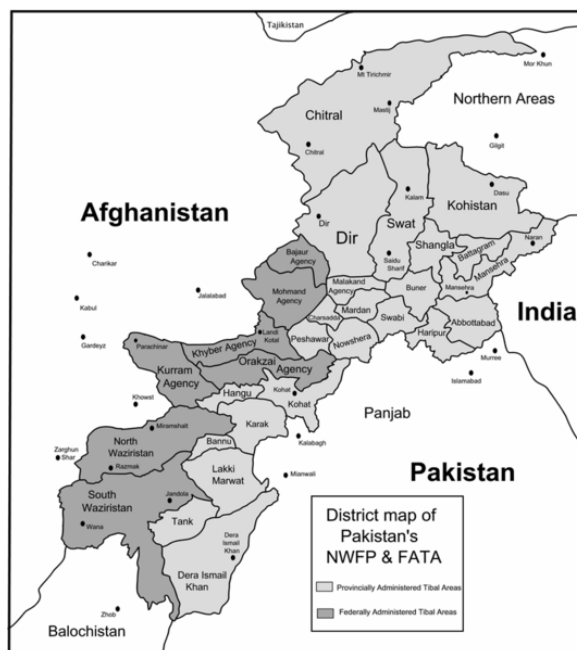 Tajikistan
Mor Khun
Mt Tirichmir
Northern Areas
Chitral
Mastij
Gilgit
Chitral
Dasu
Kalam
Kohistan
Afghanistan
Dir
Swat
Dir
Naran
Shangla
Battagram
Saidu
Sharif
Bajaur
Agency
Charikar
Mansehra
Malakand
Agency
Buner
Mansehra
Jalalabad
Mohmand
Agency
Kabul
Mardan
India
Charsadda
Swabi
Abbottabad
Landi
Kotal
Haripur
Peshawar
Nowshera
Gardeyz
Parachinar
Khyber Agency
Murree
Orakzai
Agency
Kurram
Agency
Islamabad
Kohat
Hangu
Kohat
Khowst
Panjab
Karak
Miramshall
Kalabagh
North
Waziristan
Bannu
Zarghun
Shar
Razmak
Pakistan
Lakki
Marwat
Mianwali
South
Waziristan
Jandola
District map of
Pakistan's
NWFP & FATA
Tank
Wana
Dera
Ismail
Khan
Dera Ismail
Khan
Provincially Administered Tibal Areas
Federally Administered Tibal Areas
Zhob
Balochistan